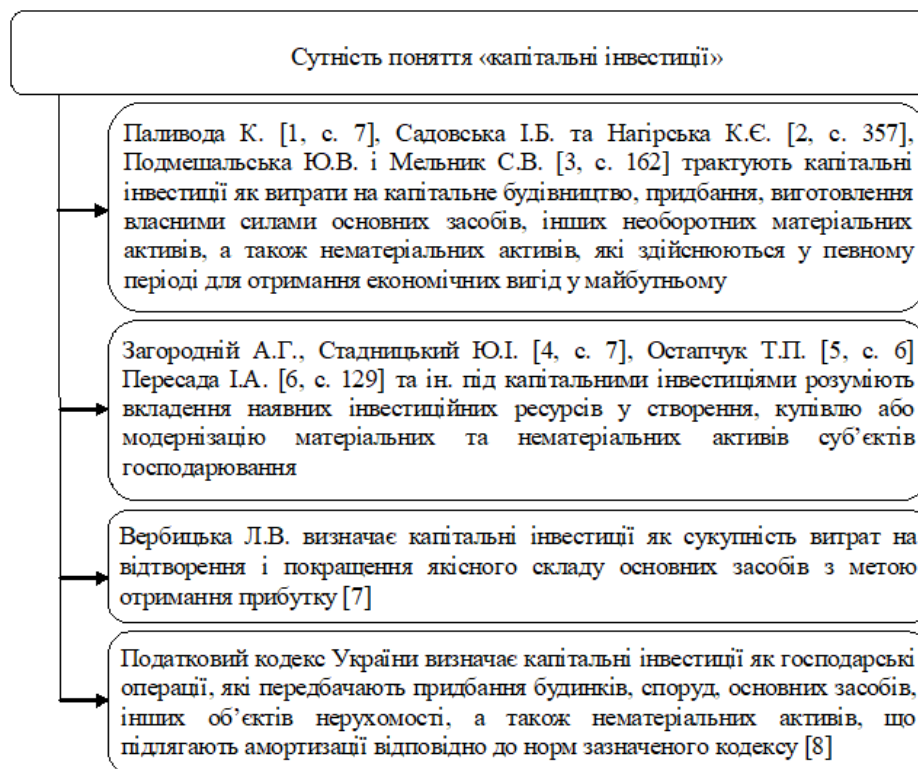 Сутність поняття «капітальні інвестиції»
Паливода К. [1, с. 7], Садовська І.Б. та Нагірська К.Є. [2, с. 357],
Подмешальська Ю.В. і Мельник С.В. [3, с. 162] трактують капітальні
інвестиції як витрати на капітальне будівництво, придбання, виготовлення
власними силами основних засобів, інших необоротних матеріальних
активів, а також нематеріальних активів, які здійснюються у певному
періоді для отримання економічних вигід у майбутньому
Загородній А.Г., Стадницький Ю.І. [4, с. 7], Остапчук Т.П. [5, с. 6]
Пересада І.А. [6, с. 129] та ін. під капітальними інвестиціями розуміють
вкладення наявних інвестиційних ресурсів у створення, купівлю або
модернізацію матеріальних та нематеріальних активів суб’єктів
господарювання
Вербицька Л.В. визначає капітальні інвестиції як сукупність витрат на
відтворення і покращення якісного складу основних засобів з метою
отримання прибутку [7]
Податковий кодекс України визначає капітальні інвестиції як господарські
операції, які передбачають придбання будинків, споруд, основних засобів,
інших об’єктів нерухомості, а також нематеріальних активів, що
підлягають амортизації відповідно до норм зазначеного кодексу [8]